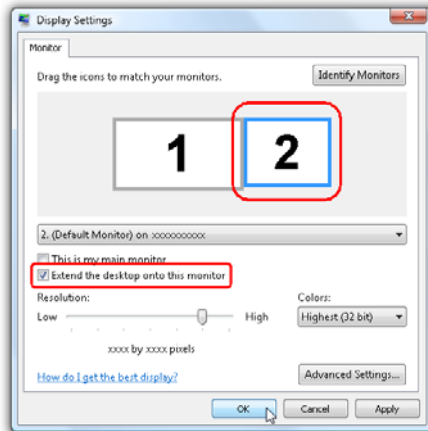 Display Settings
Monitor
Drag the icons to match your monitors.
Identify Monitors
1
2
2. (Default Monitor) on xxxxxxxxxx
This is my main monitor
Extend the desktop onto this monitor
Resolution:
Colors:
Low
High
Highest (32 bit)
xxxx by xxxx pixels
How do I get the best display?
Advanced Settings...
OK
Cancel
Apply